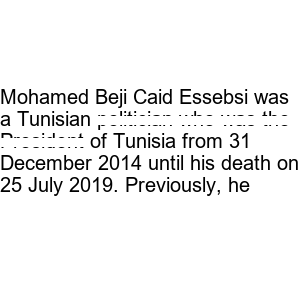 Mohamed Beji Caid Essebsi was
a Tunisian politician who was the
President of Tunisia from 31
December 2014 until his death on
25 July 2019. Previously, he